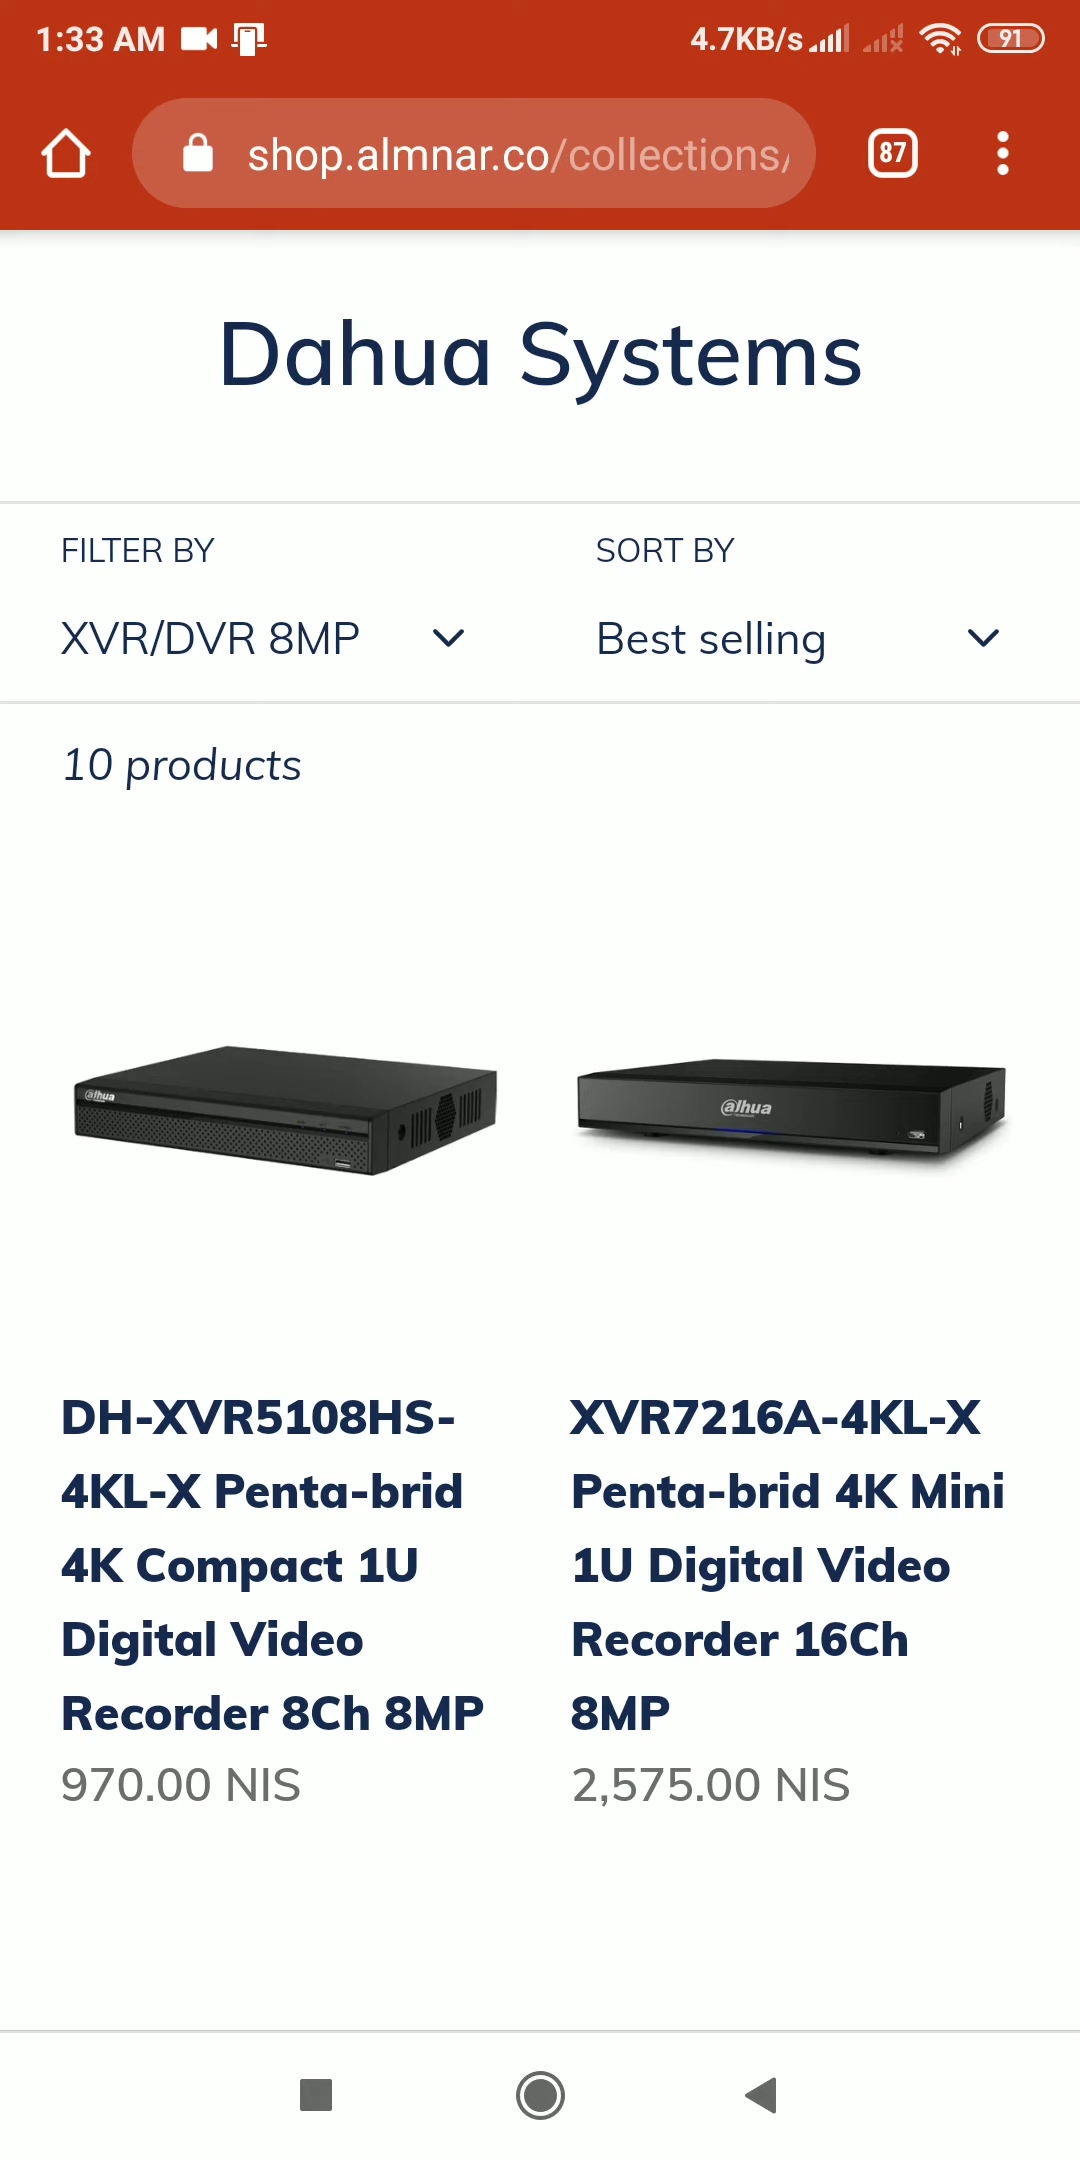 1:33 AM 4.7KB/s 91
shop.almnar.co/collections/ 87
Dahua Systems
FILTER BY SORT BY
XVR/DVR 8MP Best selling
10 products
alhua alhua
DH-XVR5108HS- XVR7216A-4KL-X
4KL-X Penta-brid Penta-brid 4K Mini
4K Compact 1U 1U Digital Video
Digital Video Recorder 16Ch
Recorder 8Ch 8MP 8MP
970.00 NIS 2,575.00 NIS